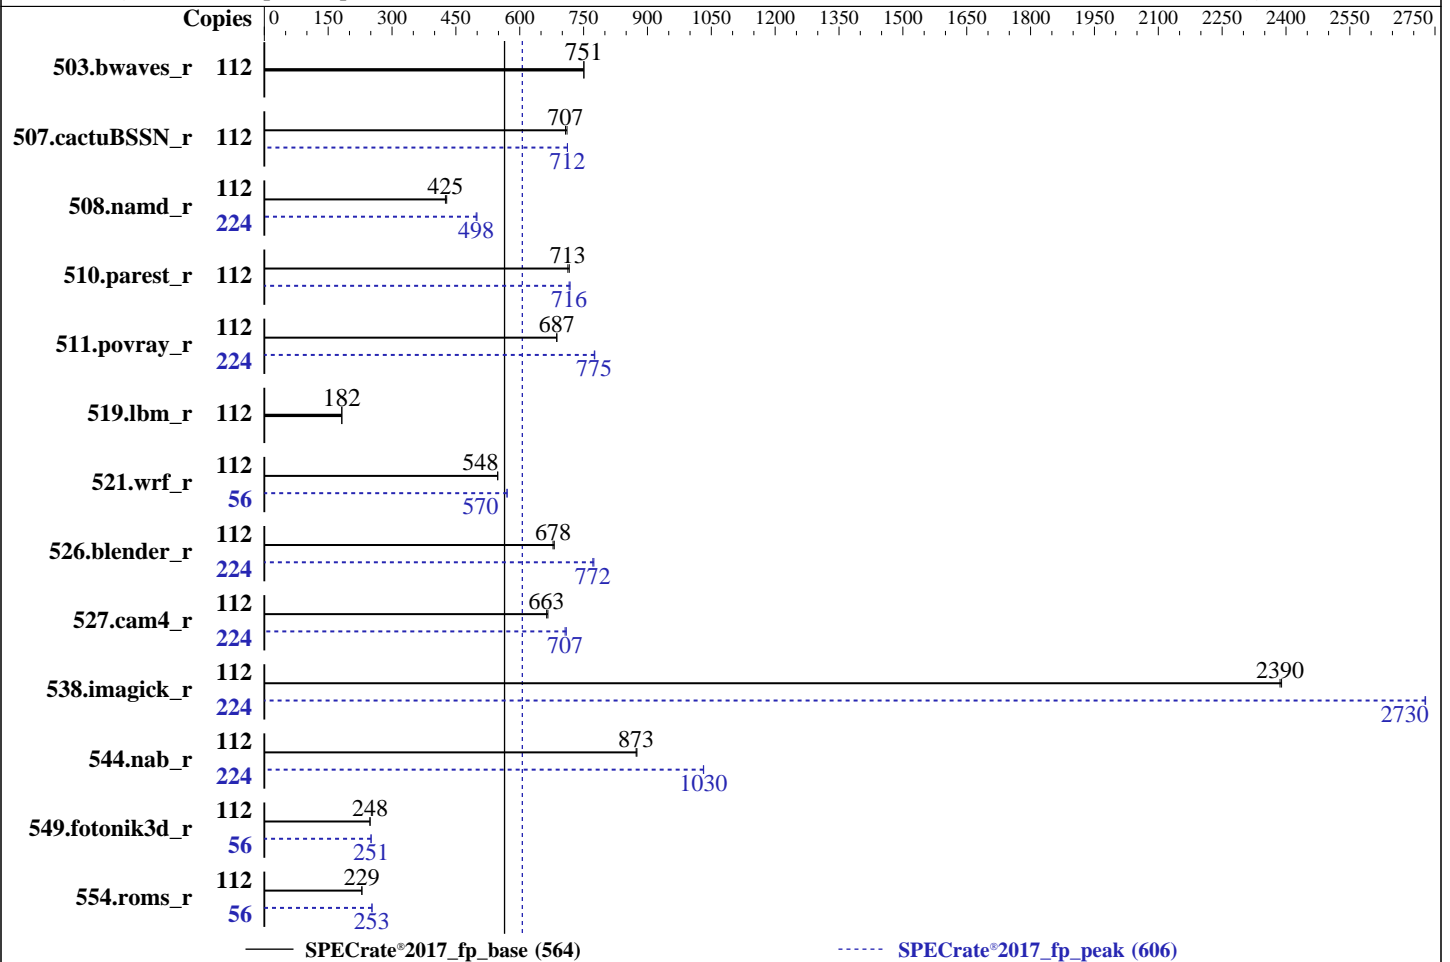 Copies 0 150 300 450 600 750 900 1050 1200 1350 1500 1650 1800 1950 2100 2250 2400 2550 2750
503.bwaves_r 112 751
507.cactuBSSN_r 112 707
712
508.namd_r 112 425
224 498
510.parest_r 112 713
716
511.povray_r 112 687
224 775
519.lbm_r 112 182
521.wrf_r 112 548
56 570
526.blender_r 112 678
224 772
527.cam4_r 112 663
224 707
538.imagick_r 112 2390
224 2730
544.nab_r 112 873
224 1030
549.fotonik3d_r 112 248
56 251
554.roms_r 112 229
56 253
SPECrate®2017_fp_base (564) SPECrate®2017_fp_peak (606)